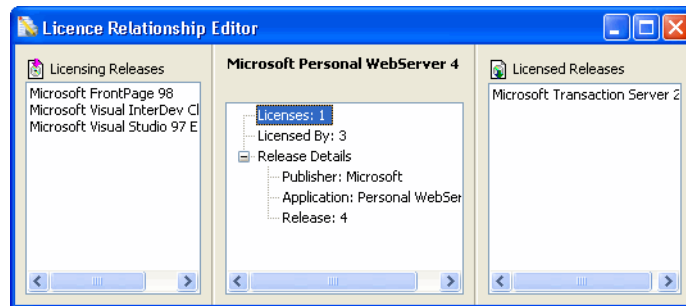 Licence Relationship Editor
Licensing Releases
Microsoft FrontPage 98
Microsoft Visual InterDev Cl
Microsoft Visual Studio 97 E
Microsoft Personal WebServer 4
Licenses: 1
Licensed By: 3
Release Details
Publisher: Microsoft
Application: Personal WebSer
Release: 4
Licensed Releases
Microsoft Transaction Server 2